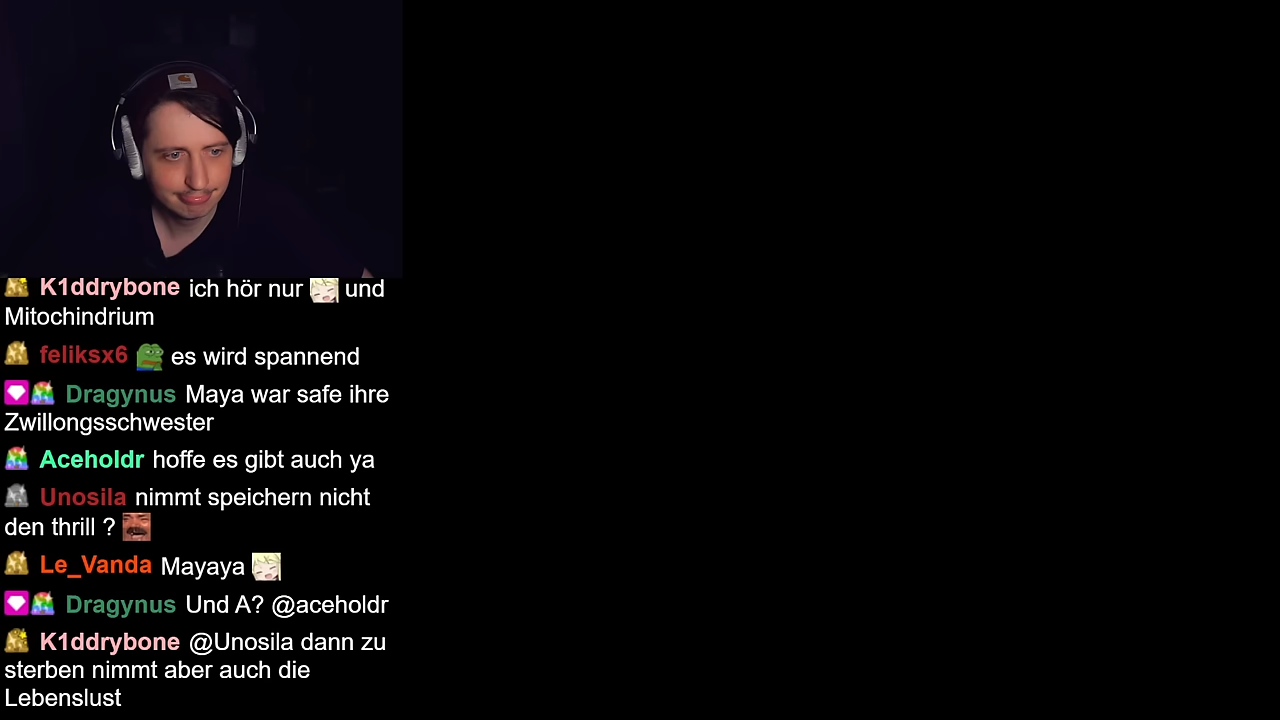 K1ddrybone ich hör nur und
Mitochindrium
feliksx6 es wird spannend
Dragynus Maya war safe ihre
Zwillongsschwester
Aceholdr hoffe es gibt auch ya
Unosila nimmt speichern nicht
den thrill ?
Le_Vanda Mayaya
Dragynus Und A? @aceholdr
K1ddrybone @Unosila dann zu
sterben nimmt aber auch die
Lebenslust